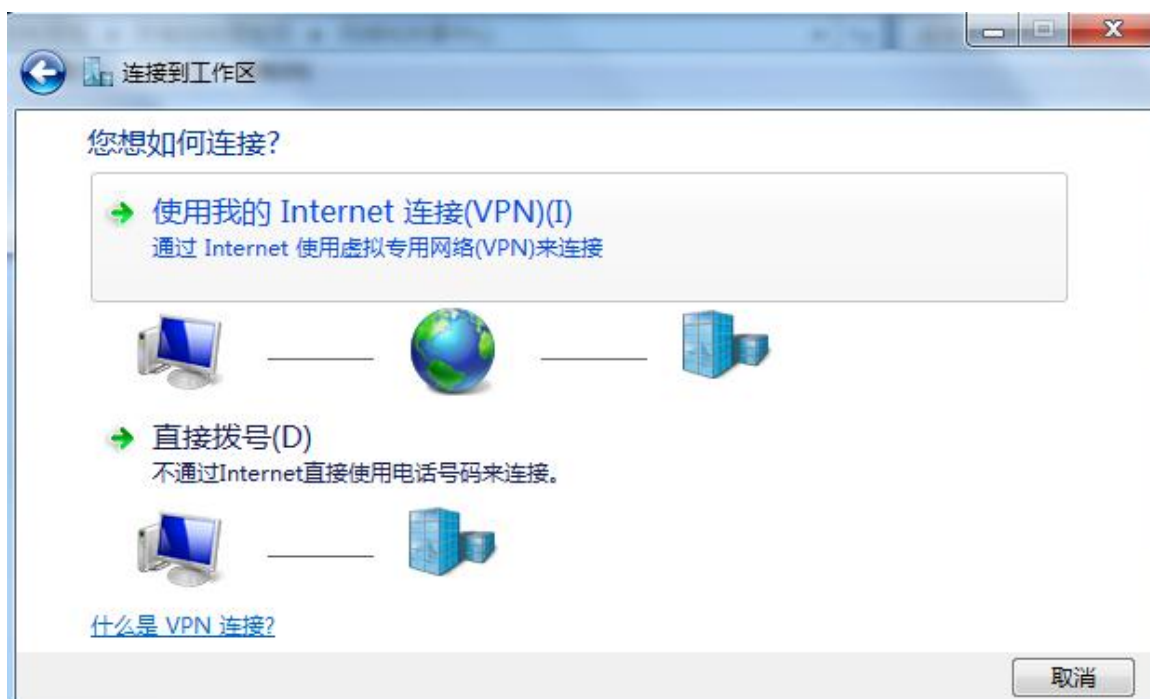 连接到工作区
您想如何连接?
使用我的 Internet 连接(VPN)(I)
通过 Internet 使用虚拟专用网络(VPN)来连接
直接拨号(D)
不通过Internet直接使用电话号码来连接。
什么是 VPN 连接?
取消